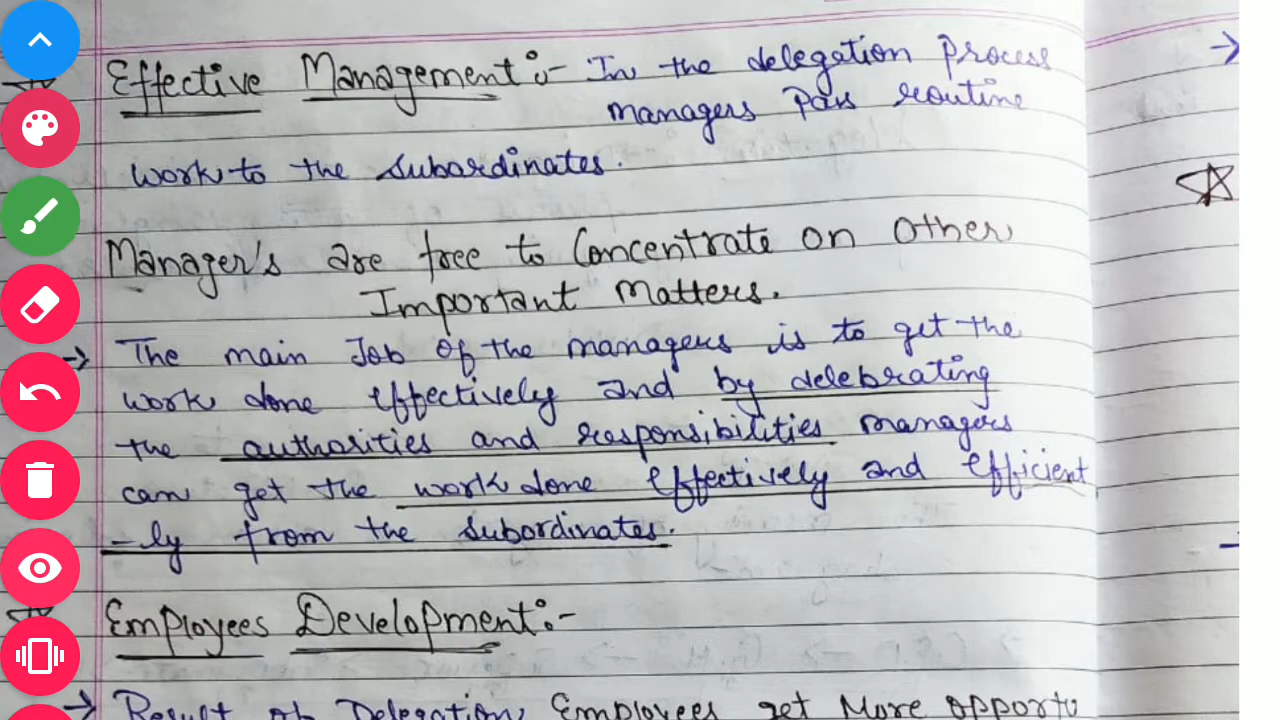 Effective Management :- In the delegation process
managers Pass routine
work to the subordinates.
Manager's are free to Concentrate on Other
Important Matters.
→ The main Job of the managers is to get the
work done effectively and by delebrating
the authorities and responsibilities managers
can get the work done effectively and efficient
-ly from the subordinates.
Employees Development :-
→ Result of Delegation, Employees get More opportu